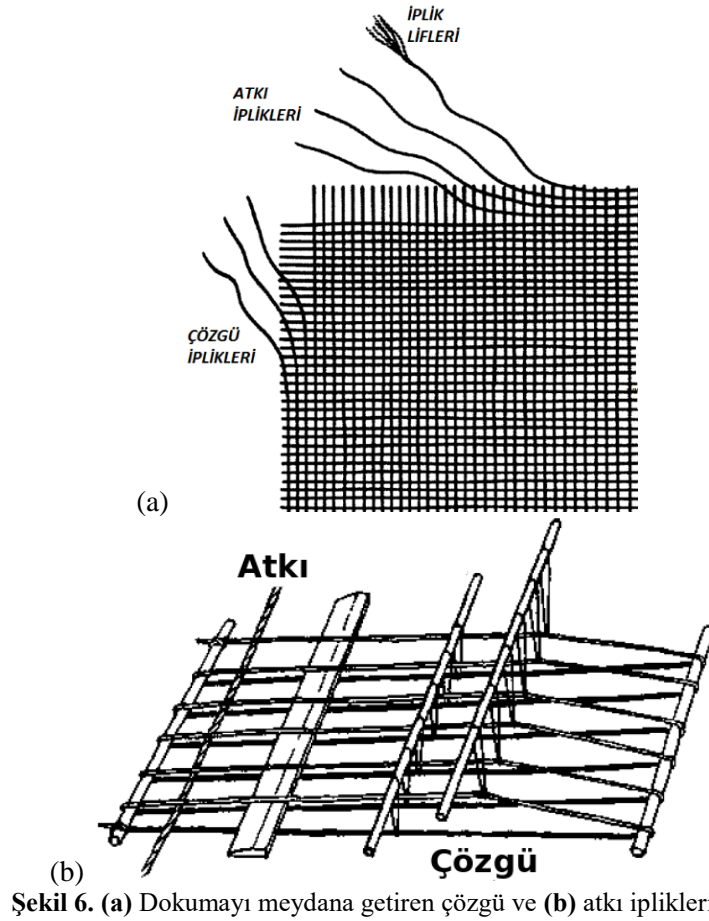 İPLİK
LİFLERİ
ATKI
İPLİKLERİ
ÇÖZGÜ
İPLİKLERİ
(a)
Atkı
Çözgü
(b)
Şekil 6. (a) Dokumayı meydana getiren çözgü ve (b) atkı iplikleri